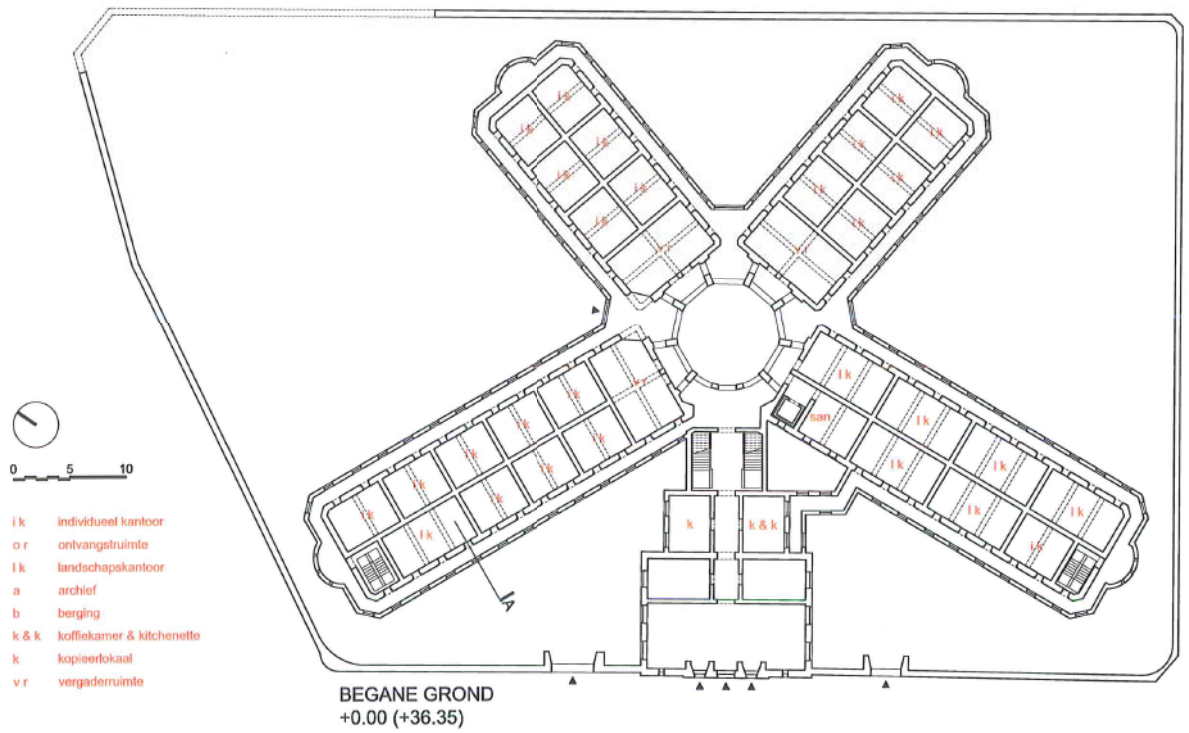 i k
i k
i k
i k
i k
i k
v r
i k
i k
i k
i k
i k
i k
v r
v r
i k
i k
i k
i k
i k
i k
i k
i k
l k
l k
san
l k
l k
l k
l k
l k
i k
k
k & k
A
0 5 10
i k individueel kantoor
o r ontvangstruimte
l k landschapskantoor
a archief
b berging
k & k koffiekamer & kitchenette
k kopieerlokaal
v r vergaderruimte
BEGANE GROND
+0.00 (+36.35)